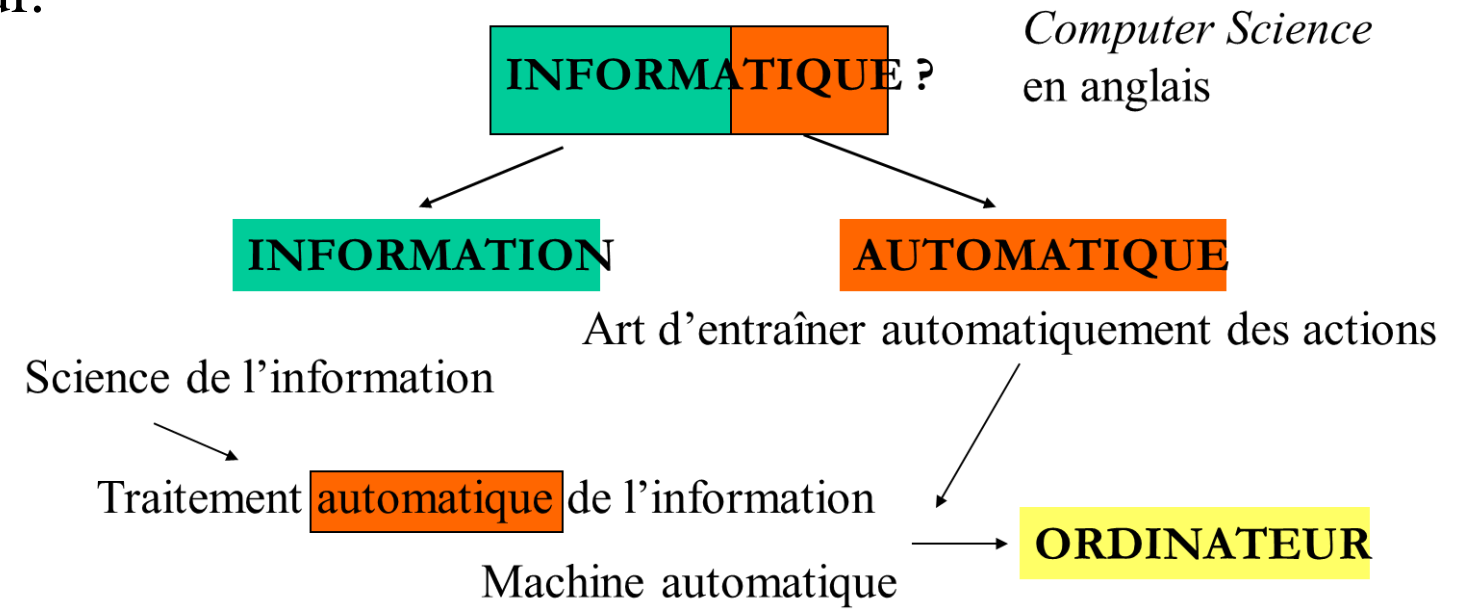 INFORMATIQUE ?
Computer Science
en anglais
INFORMATION
AUTOMATIQUE
Art d’entraîner automatiquement des actions
Science de l’information
Traitement automatique de l’information
ORDINATEUR
Machine automatique